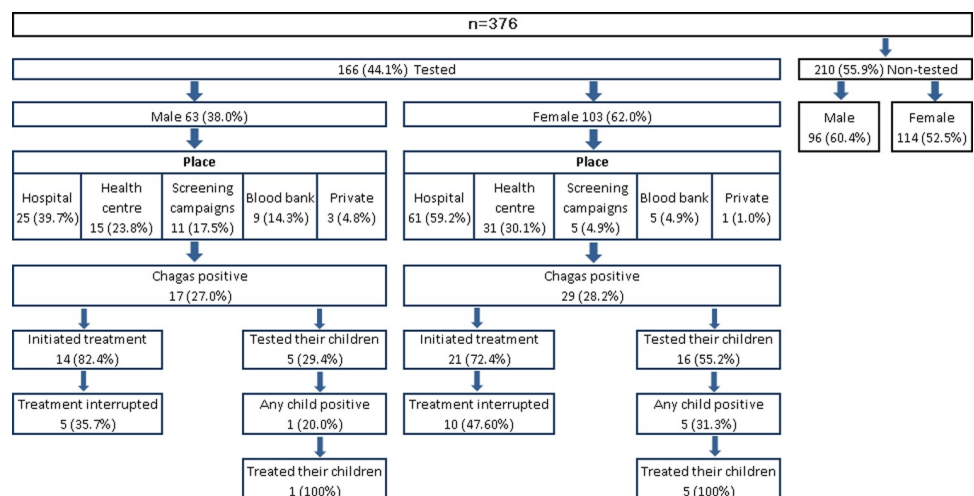 n=376
166 (44.1%) Tested
210 (55.9%) Non-tested
Male 63 (38.0%)
Female 103 (62.0%)
Male
96 (60.4%)
Female
114 (52.5%)
Place
Hospital
25 (39.7%)
Health
centre
15 (23.8%)
Screening
campaigns
11 (17.5%)
Blood bank
9 (14.3%)
Private
3 (4.8%)
Place
Hospital
61 (59.2%)
Health
centre
31 (30.1%)
Screening
campaigns
5 (4.9%)
Blood bank
5 (4.9%)
Private
1 (1.0%)
Chagas positive
17 (27.0%)
Chagas positive
29 (28.2%)
Initiated treatment
14 (82.4%)
Tested their children
5 (29.4%)
Initiated treatment
21 (72.4%)
Tested their children
16 (55.2%)
Treatment interrupted
5 (35.7%)
Any child positive
1 (20.0%)
Treatment interrupted
10 (47.60%)
Any child positive
5 (31.3%)
Treated their children
1 (100%)
Treated their children
5 (100%)